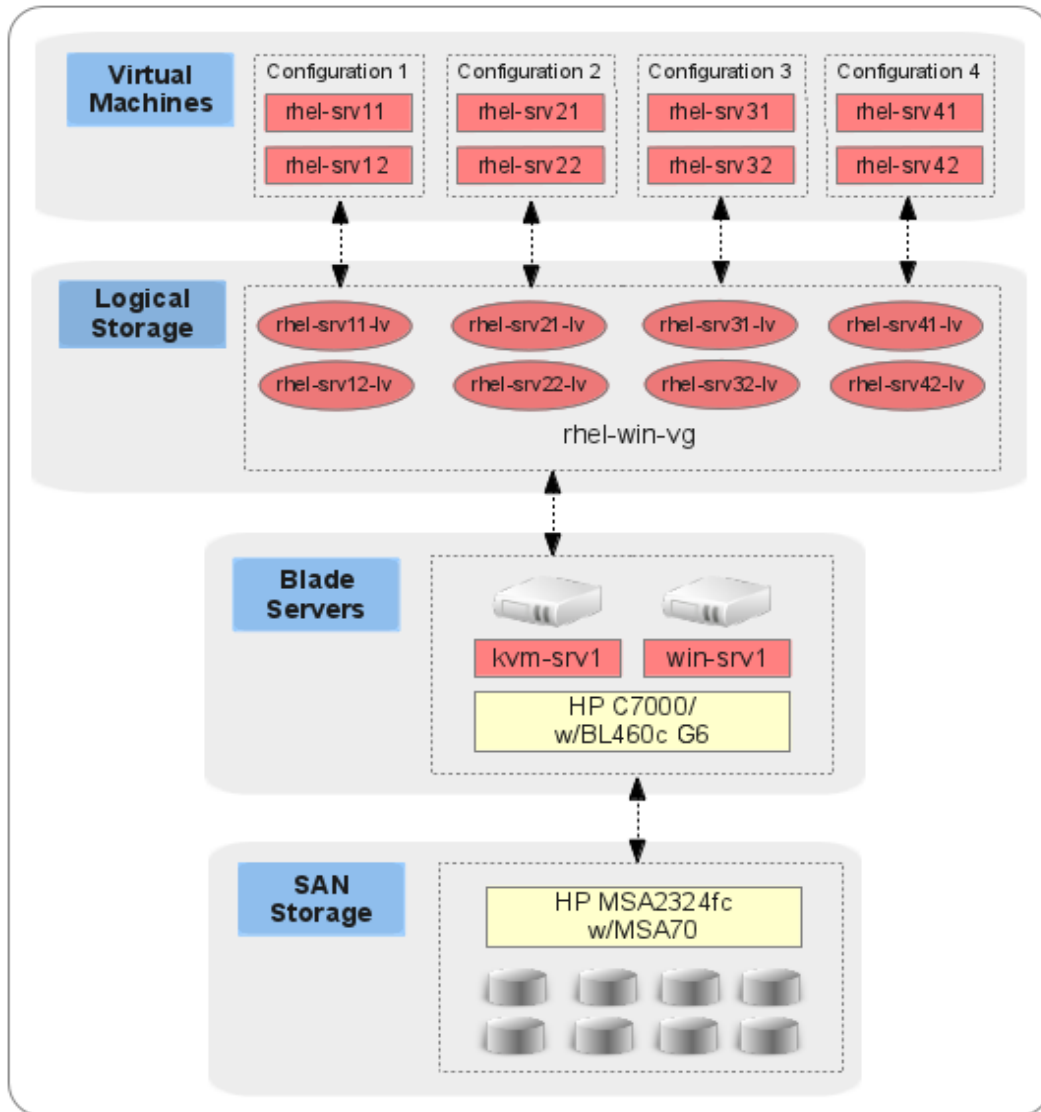 Virtual
Machines
Configuration 1
Configuration 2
Configuration 3
Configuration 4
rhel-srv11
rhel-srv21
rhel-srv31
rhel-srv41
rhel-srv12
rhel-srv22
rhel-srv32
rhel-srv42
Logical
Storage
rhel-srv11-lv
rhel-srv21-lv
rhel-srv31-lv
rhel-srv41-lv
rhel-srv12-lv
rhel-srv22-lv
rhel-srv32-lv
rhel-srv42-lv
rhel-win-vg
Blade
Servers
kvm-srv1
win-srv1
HP C7000/
w/BL460c G6
SAN
Storage
HP MSA2324fc
w/MSA70